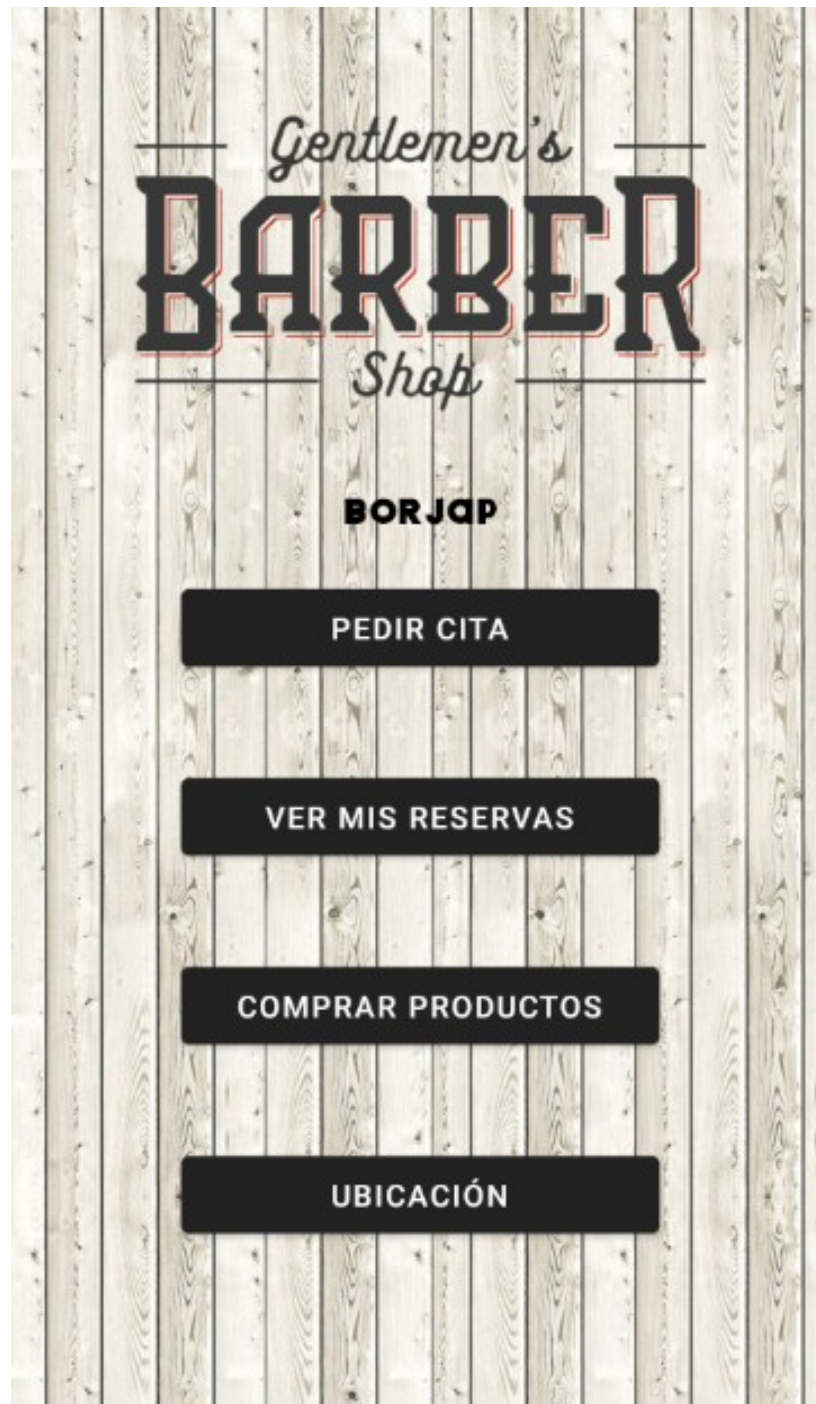 Gentlemen's
BARBER
Shop
BORJAP
PEDIR CITA
VER MIS RESERVAS
COMPRAR PRODUCTOS
UBICACIÓN